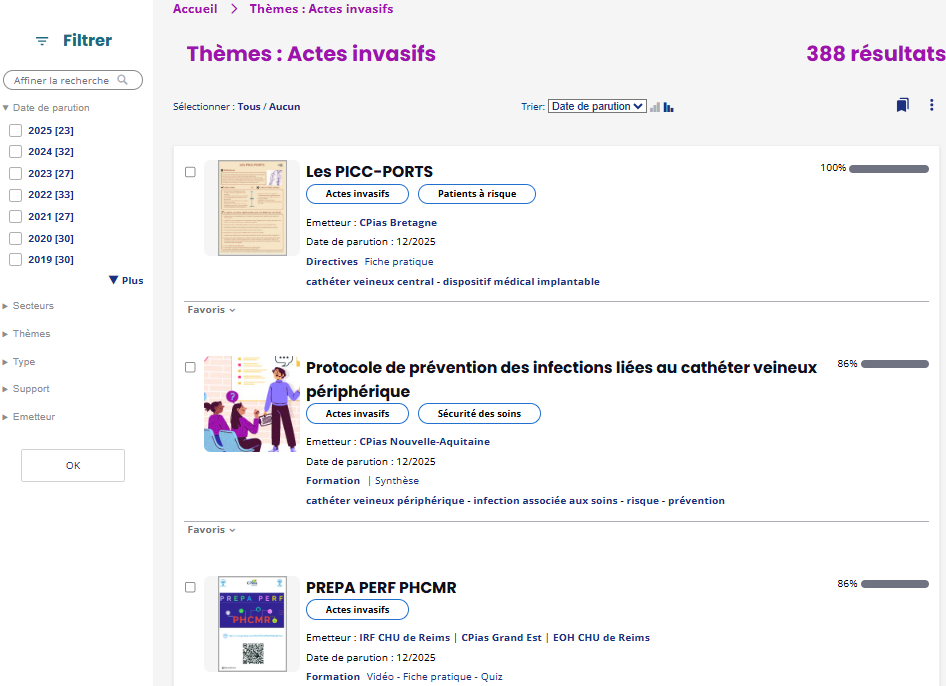 Accueil > Thèmes : Actes invasifs
Filtrer
Affiner la recherche
Date de parution
2025 [23]
2024 [32]
2023 [27]
2022 [33]
2021 [27]
2020 [30]
2019 [30]
Plus
Secteurs
Thèmes
Type
Support
Emetteur
OK
Thèmes : Actes invasifs
388 résultats
Sélectionner : Tous / Aucun
Trier: Date de parution
Les PICC-PORTS
100%
Actes invasifs
Patients à risque
Emetteur : CPias Bretagne
Date de parution : 12/2025
Directives Fiche pratique
cathéter veineux central - dispositif médical implantable
Favoris
Protocole de prévention des infections liées au cathéter veineux
périphérique
86%
Actes invasifs
Sécurité des soins
Emetteur : CPias Nouvelle-Aquitaine
Date de parution : 12/2025
Formation | Synthèse
cathéter veineux périphérique - infection associée aux soins - risque - prévention
Favoris
PREPA PERF
PHCMR
PREPA PERF PHCMR
86%
Actes invasifs
Emetteur : IRF CHU de Reims | CPias Grand Est | EOH CHU de Reims
Date de parution : 12/2025
Formation Vidéo - Fiche pratique - Quiz